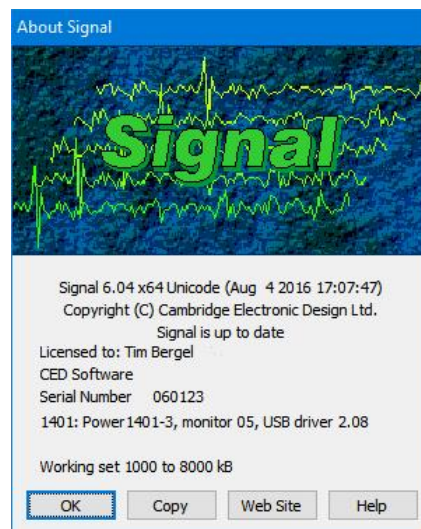 About Signal
Signal
Signal 6.04 x64 Unicode (Aug 4 2016 17:07:47)
Copyright (C) Cambridge Electronic Design Ltd.
Signal is up to date
Licensed to: Tim Bergel
CED Software
Serial Number 060123
1401: Power1401-3, monitor 05, USB driver 2.08
Working set 1000 to 8000 kB
OK Copy Web Site Help